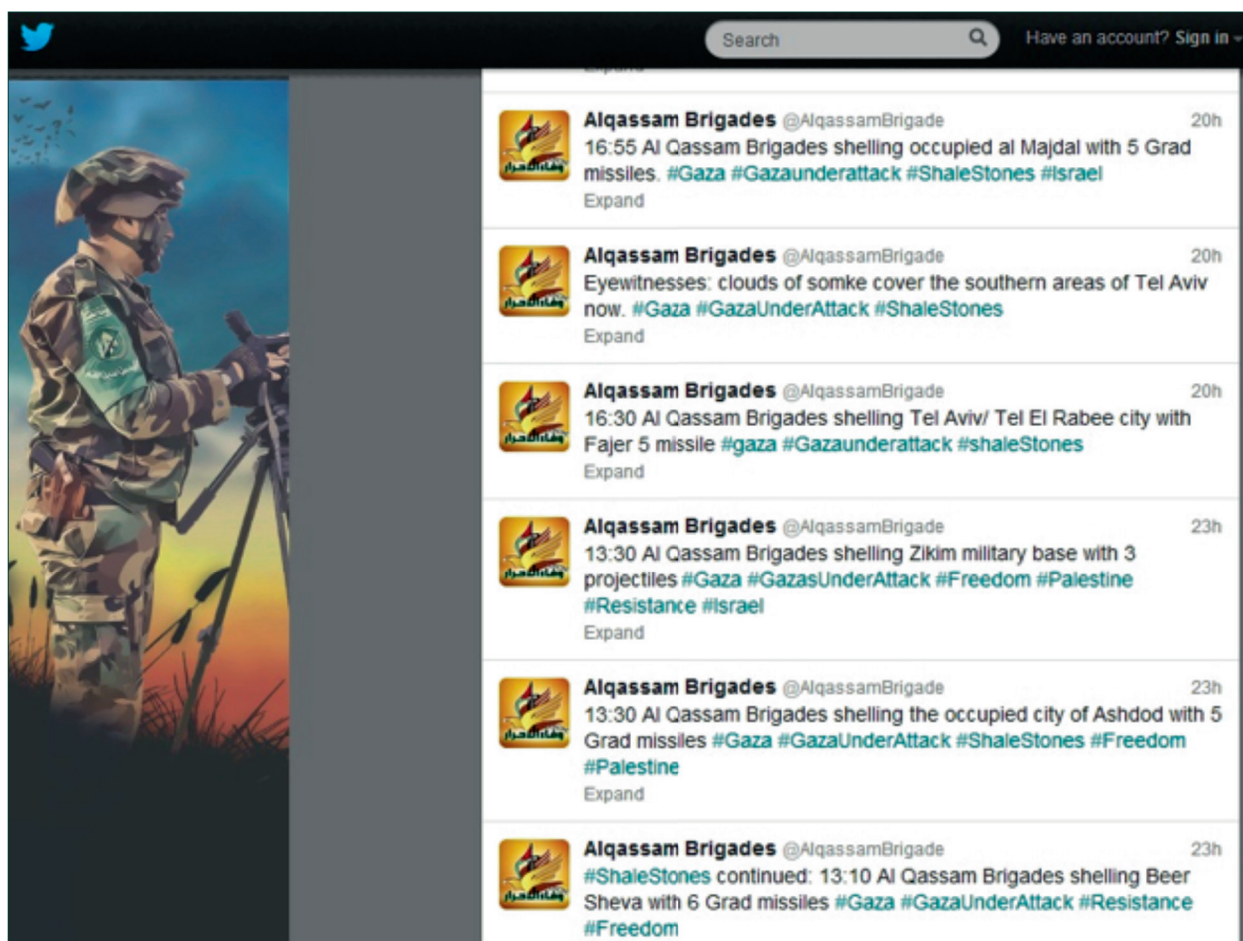 Search
Have an account? Sign in
Expand
Alqassam Brigades @AlqassamBrigade 20h
16:55 Al Qassam Brigades shelling occupied al Majdal with 5 Grad
missiles. #Gaza #Gazaunderattack #ShaleStones #Israel
Expand
Alqassam Brigades @AlqassamBrigade 20h
Eyewitnesses: clouds of somke cover the southern areas of Tel Aviv
now. #Gaza #GazaUnderAttack #ShaleStones
Expand
Alqassam Brigades @AlqassamBrigade 20h
16:30 Al Qassam Brigades shelling Tel Aviv/ Tel El Rabee city with
Fajer 5 missile #gaza #Gazaunderattack #shaleStones
Expand
Alqassam Brigades @AlqassamBrigade 23h
13:30 Al Qassam Brigades shelling Zikim military base with 3
projectiles #Gaza #GazasUnderAttack #Freedom #Palestine
#Resistance #Israel
Expand
Alqassam Brigades @AlqassamBrigade 23h
13:30 Al Qassam Brigades shelling the occupied city of Ashdod with 5
Grad missiles #Gaza #GazaUnderAttack #ShaleStones #Freedom
#Palestine
Expand
Alqassam Brigades @AlqassamBrigade 23h
#ShaleStones continued: 13:10 Al Qassam Brigades shelling Beer
Sheva with 6 Grad missiles #Gaza #GazaUnderAttack #Resistance
#Freedom